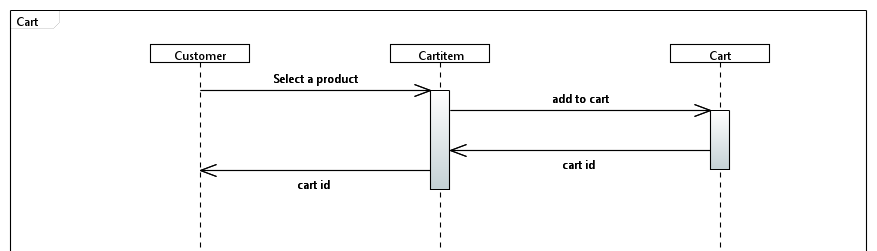 Cart
Customer
Cartitem
Cart
Select a product
add to cart
cart id
cart id